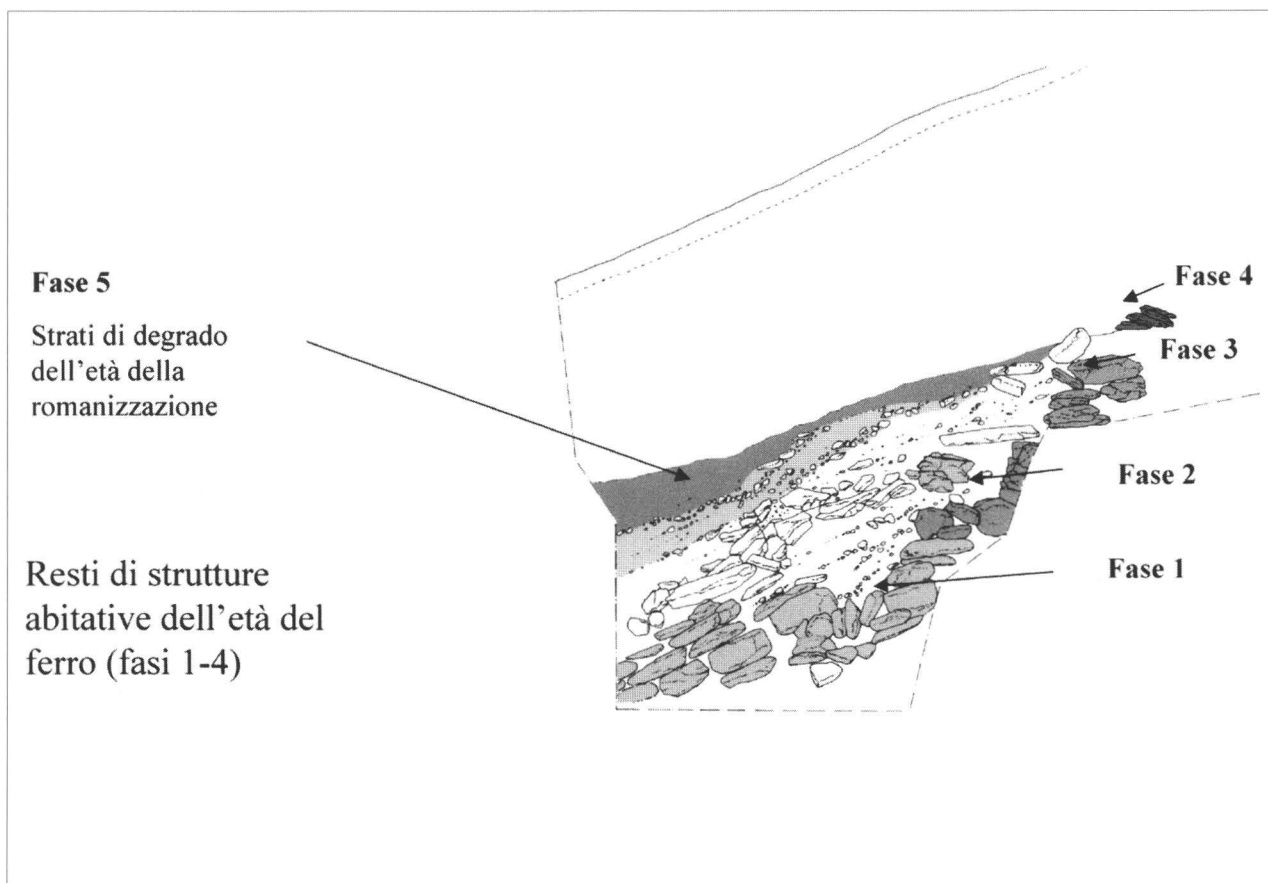 Fase 5
Strati di degrado
dell'età della
romanizzazione
Resti di strutture
abitative dell'età del
ferro (fasi 1-4)
Fase 4
Fase 3
Fase 2
Fase 1